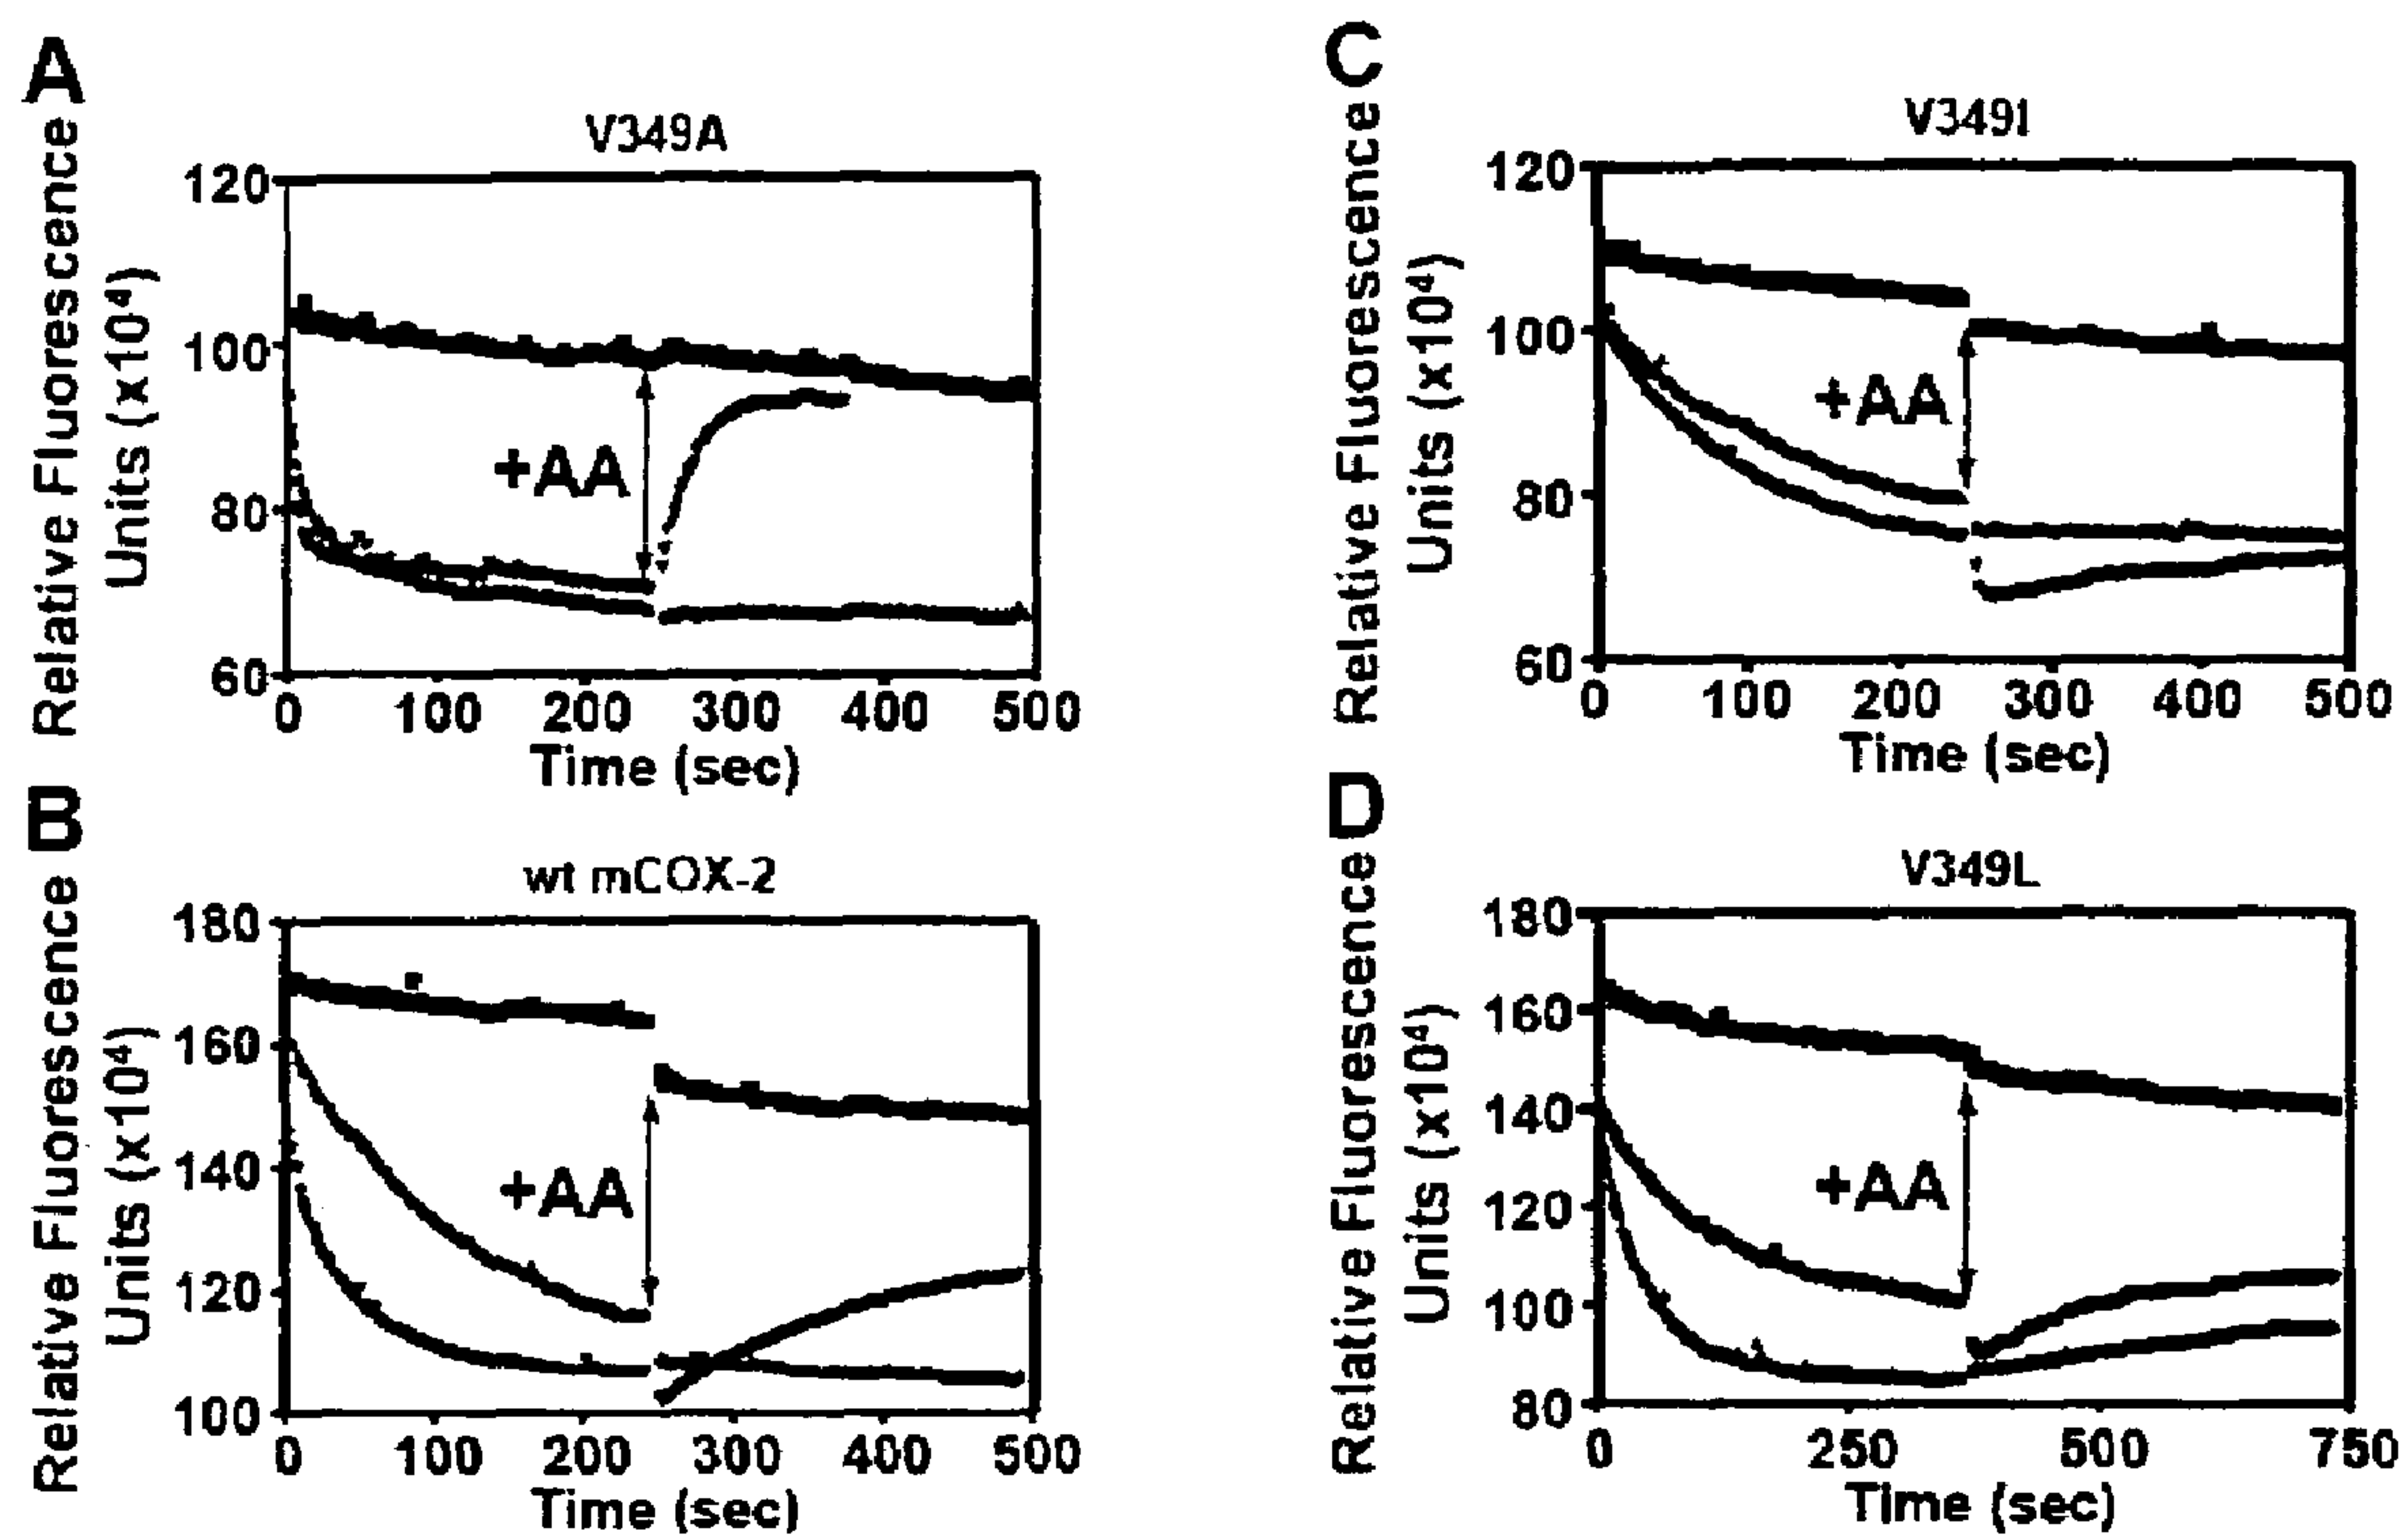 A
V349A
Relative Fluorescence
Units (x10⁴)
120
100
80
60
+AA
0 100 200 300 400 500
Time (sec)
B
wt mCOX-2
Relative Fluorescence
Units (x10⁴)
180
160
140
120
100
+AA
0 100 200 300 400 500
Time (sec)
C
V349I
Relative Fluorescence
Units (x10⁴)
120
100
80
60
+AA
0 100 200 300 400 500
Time (sec)
D
V349L
Relative Fluorescence
Units (x10⁴)
180
160
140
120
100
80
+AA
0 250 500 750
Time (sec)